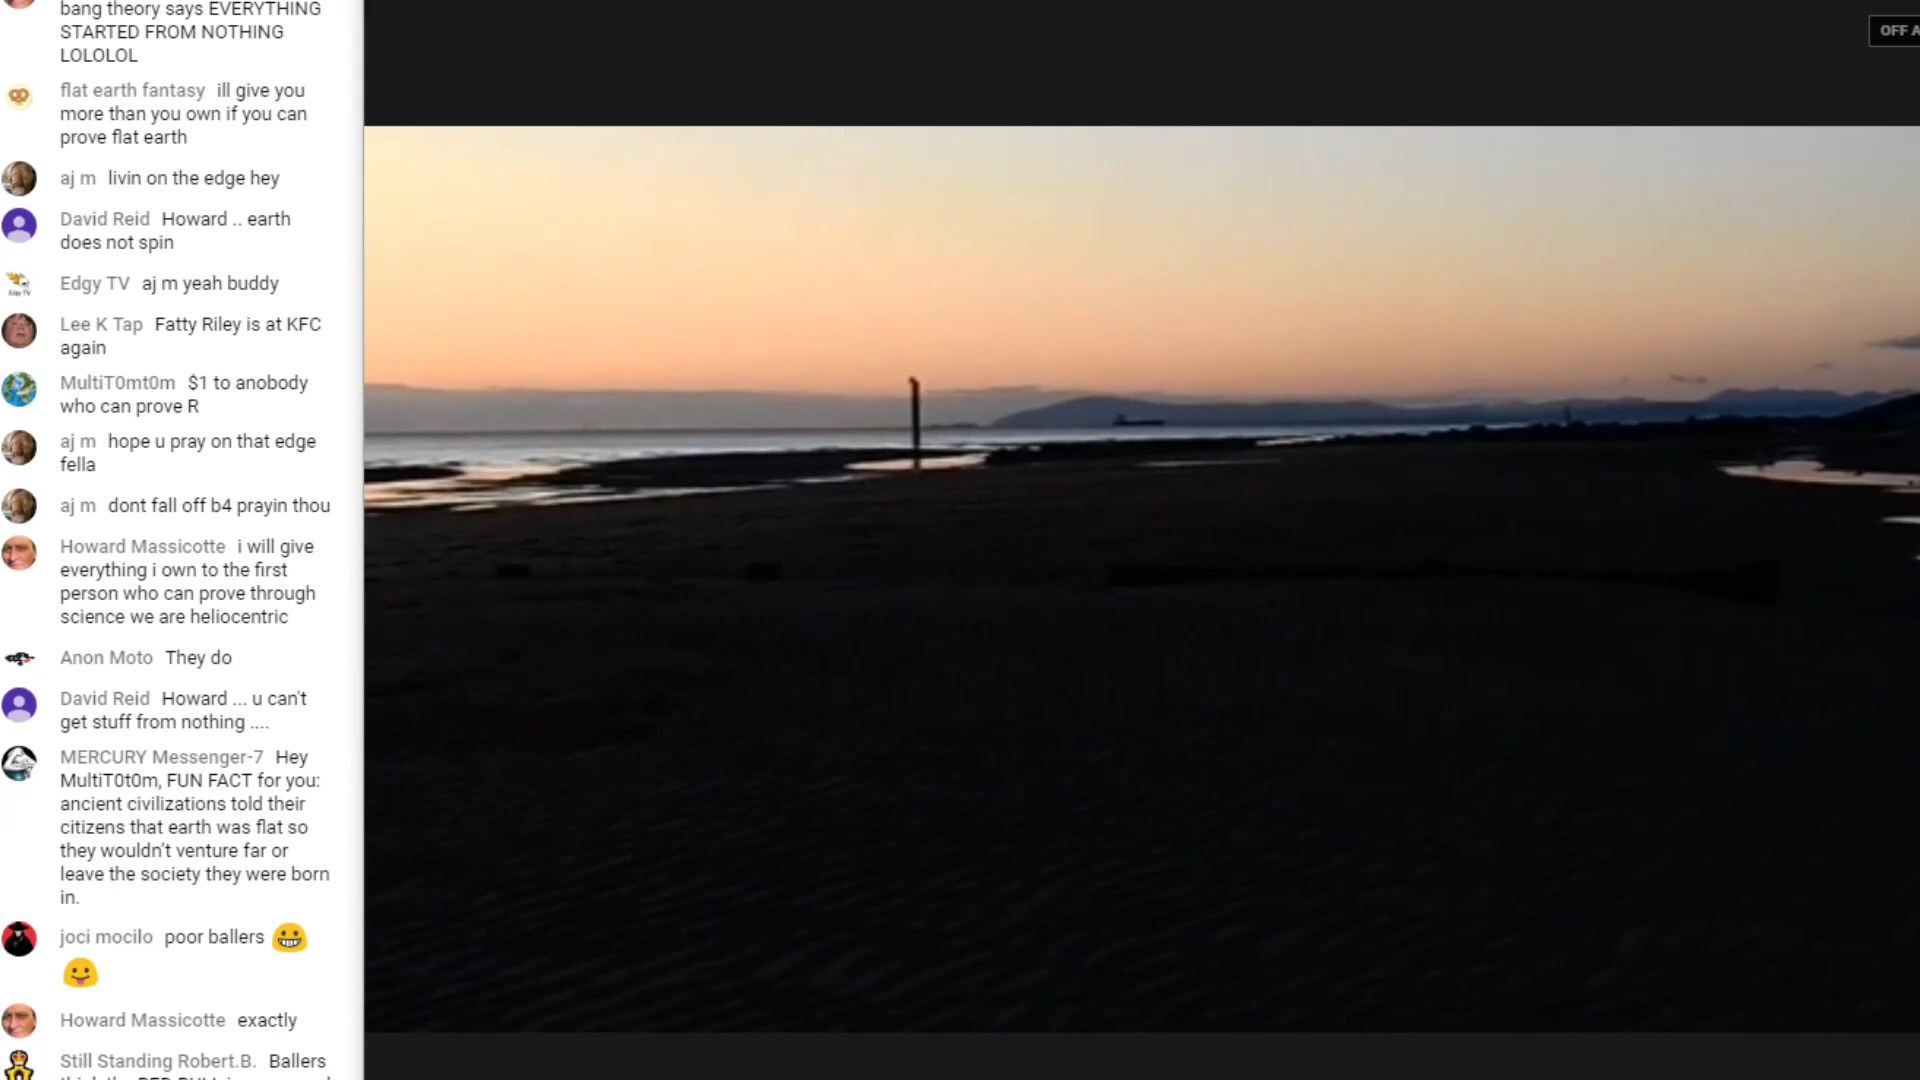 bang theory says EVERYTHING
STARTED FROM NOTHING
LOLOLOL
flat earth fantasy ill give you
more than you own if you can
prove flat earth
aj m livin on the edge hey
David Reid Howard .. earth
does not spin
Edgy TV aj m yeah buddy
Lee K Tap Fatty Riley is at KFC
again
MultiT0mt0m $1 to anobody
who can prove R
aj m hope u pray on that edge
fella
aj m dont fall off b4 prayin thou
Howard Massicotte i will give
everything i own to the first
person who can prove through
science we are heliocentric
Anon Moto They do
David Reid Howard ... u can't
get stuff from nothing ....
MERCURY Messenger-7 Hey
MultiT0t0m, FUN FACT for you:
ancient civilizations told their
citizens that earth was flat so
they wouldn't venture far or
leave the society they were born
in.
joci mocilo poor ballers
Howard Massicotte exactly
Still Standing Robert.B. Ballers
OFF A